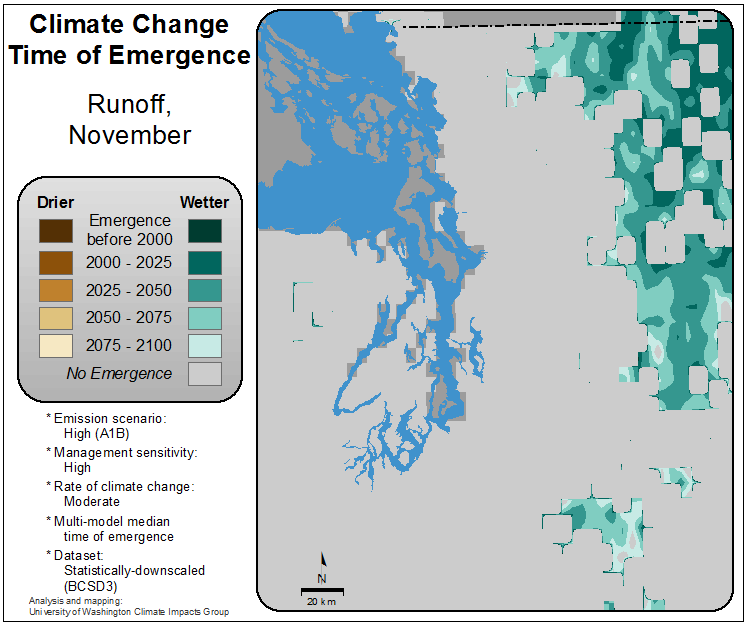 Climate Change
Time of Emergence
Runoff,
November
Drier
Wetter
Emergence
before 2000
2000 - 2025
2025 - 2050
2050 - 2075
2075 - 2100
No Emergence
* Emission scenario:
High (A1B)
* Management sensitivity:
High
* Rate of climate change:
Moderate
* Multi-model median
time of emergence
* Dataset:
Statistically-downscaled
(BCSD3)
Analysis and mapping:
University of Washington Climate Impacts Group
N
20 km